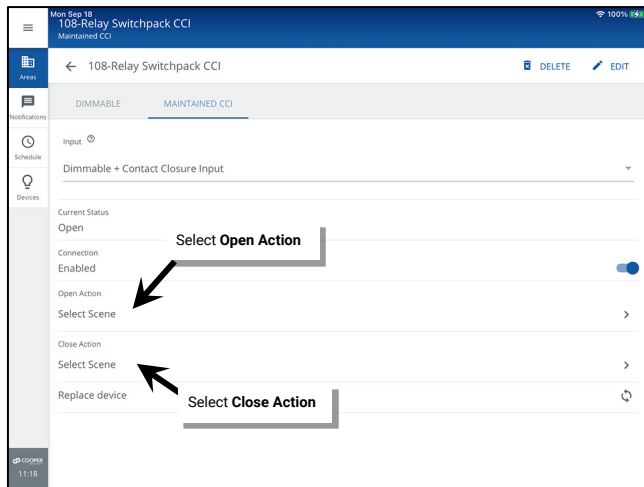 Mon Sep 18
100%
108-Relay Switchpack CCI
Maintained CCI
Areas
Notifications
Schedule
Devices
108-Relay Switchpack CCI
DELETE
EDIT
DIMMABLE
MAINTAINED CCI
Input ?
Dimmable + Contact Closure Input
Current Status
Open
Select Open Action
Connection
Enabled
Open Action
Select Scene
Close Action
Select Scene
Replace device
Select Close Action
COOPER
11:18